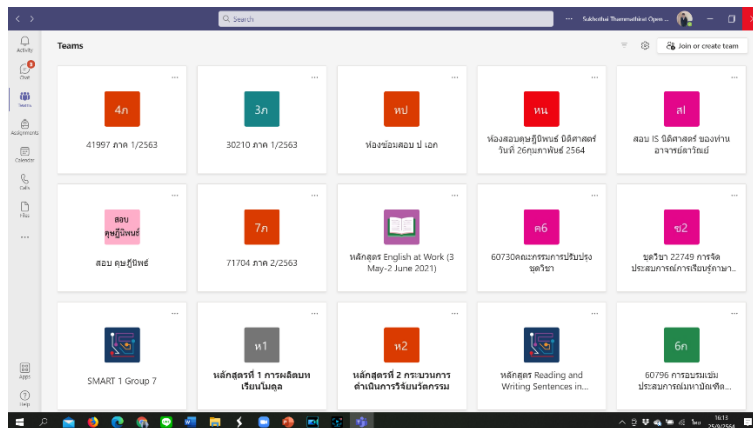 Search
Sukhothai Thammathirat Open ...
Activity
Chat
Teams
Assignments
Calendar
Calls
Files
Apps
Help
Teams
Join or create team
4ภ
41997 ภาค 1/2563
3ภ
30210 ภาค 1/2563
หป
ห้องซ้อมสอบ ป เอก
หน
ห้องสอบดุษฎีนิพนธ์ นิติศาสตร์
วันที่ 26กุมภาพันธ์ 2564
สI
สอบ IS นิติศาสตร์ ของท่าน
อาจารย์ดาวิษย์
สอบ
ดุษฎีนิพนธ์
สอบ ดุษฎีนิพธ์
7ภ
71704 ภาค 2/2563
หลักสูตร English at Work (3
May-2 June 2021)
ค6
60730คณะกรรมการปรับปรุง
ชุดวิชา
ช2
ชุดวิชา 22749 การจัด
ประสบการณ์การเรียนรู้ภาษา...
SMART 1 Group 7
ห1
หลักสูตรที่ 1 การผลิตบท
เรียนโมดูล
ห2
หลักสูตรที่ 2 กระบวนการ
ดำเนินการวิจัยนวัตกรรม
หลักสูตร Reading and
Writing Sentences in...
6ก
60796 การอบรมเข้ม
ประสบการณ์มหาบัณฑิต...
ไทย
16:13
25/9/2564